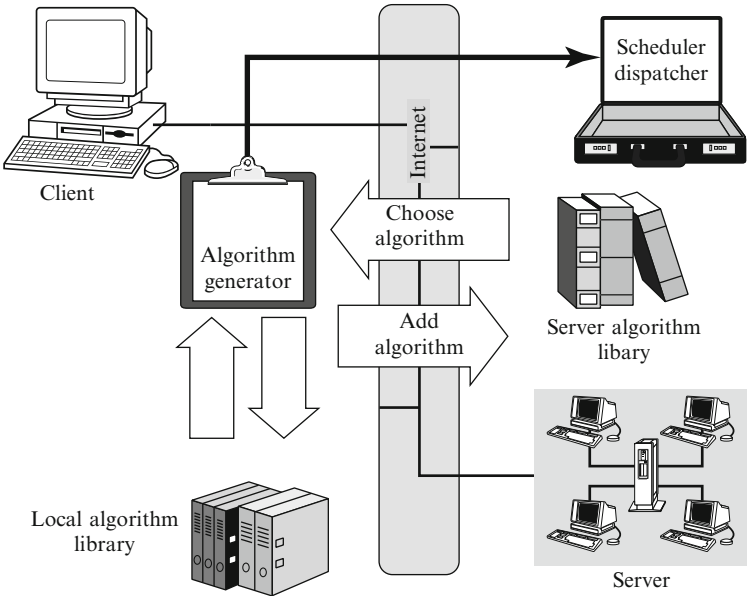 Scheduler
dispatcher
Internet
Client
Choose
algorithm
Algorithm
generator
Add
algorithm
Server algorithm
libary
Local algorithm
library
Server